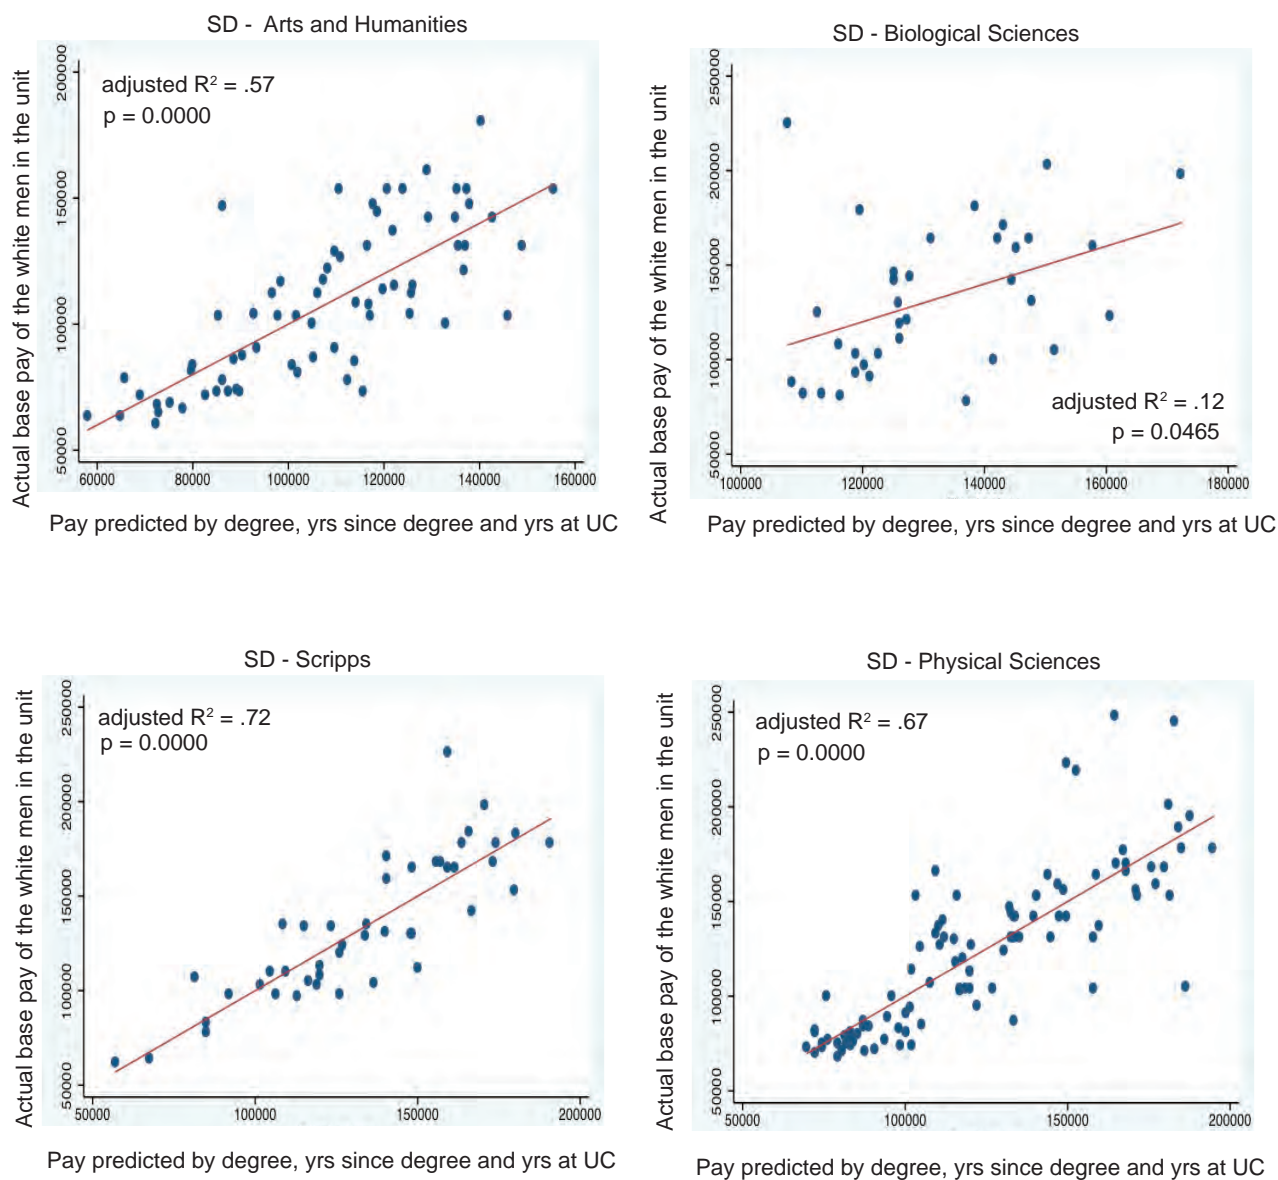 SD - Arts and Humanities
adjusted R² = .57
p = 0.0000
Actual base pay of the white men in the unit
200000
150000
100000
50000
60000 80000 100000 120000 140000 160000
Pay predicted by degree, yrs since degree and yrs at UC
SD - Biological Sciences
Actual base pay of the white men in the unit
250000
200000
150000
100000
50000
adjusted R² = .12
p = 0.0465
100000 120000 140000 160000 180000
Pay predicted by degree, yrs since degree and yrs at UC
SD - Scripps
adjusted R² = .72
p = 0.0000
Actual base pay of the white men in the unit
250000
200000
150000
100000
50000
50000 100000 150000 200000
Pay predicted by degree, yrs since degree and yrs at UC
SD - Physical Sciences
adjusted R² = .67
p = 0.0000
Actual base pay of the white men in the unit
250000
200000
150000
100000
50000
50000 100000 150000 200000
Pay predicted by degree, yrs since degree and yrs at UC